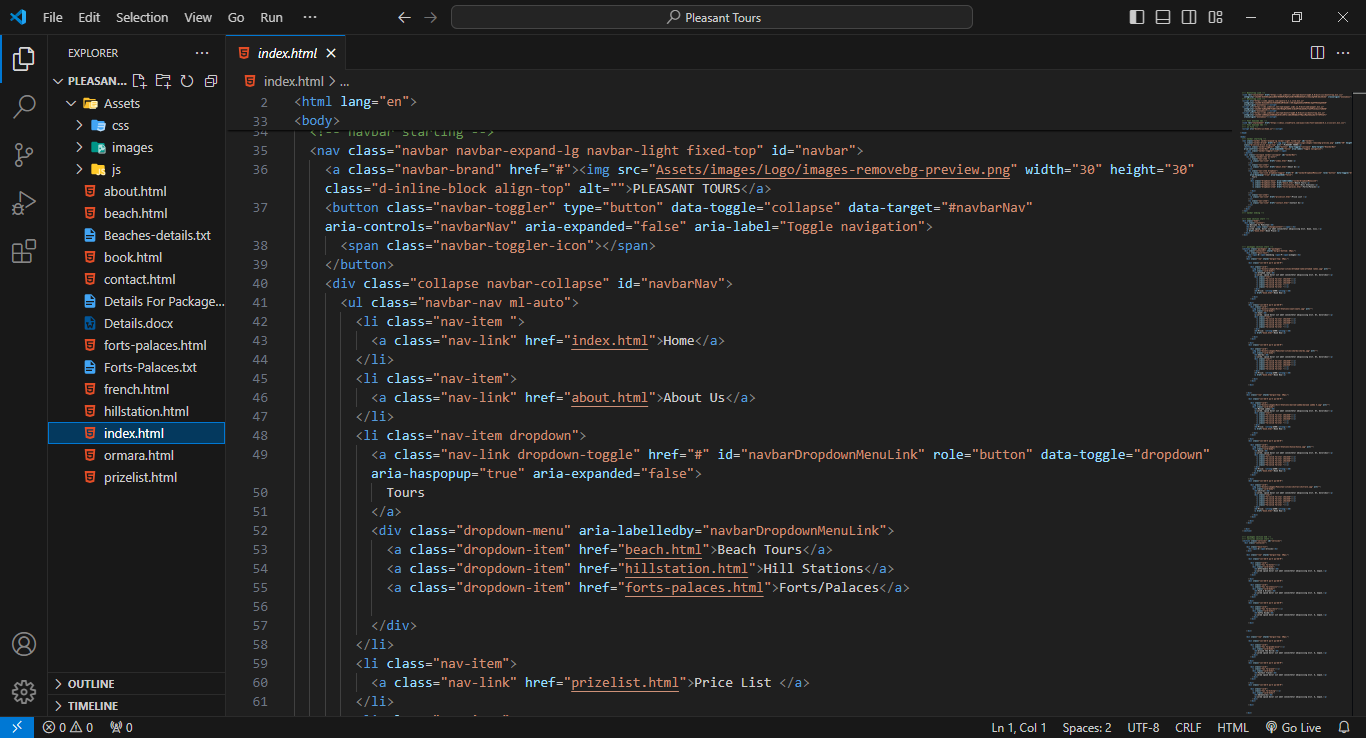 File Edit Selection View Go Run ···
Pleasant Tours
EXPLORER ···
PLEASAN...
Assets
css
images
js
about.html
beach.html
Beaches-details.txt
book.html
contact.html
Details For Package...
Details.docx
forts-palaces.html
Forts-Palaces.txt
french.html
hillstation.html
index.html
ormara.html
prizelist.html
OUTLINE
TIMELINE
index.html
index.html > ...
2 <html lang="en">
33 <body>
34 <!-- navbar starting -->
35 <nav class="navbar navbar-expand-lg navbar-light fixed-top" id="navbar">
36 <a class="navbar-brand" href="#"><img src="Assets/images/Logo/images-removebg-preview.png" width="30" height="30"
class="d-inline-block align-top" alt="">PLEASANT TOURS</a>
37 <button class="navbar-toggler" type="button" data-toggle="collapse" data-target="#navbarNav"
aria-controls="navbarNav" aria-expanded="false" aria-label="Toggle navigation">
38 <span class="navbar-toggler-icon"></span>
39 </button>
40 <div class="collapse navbar-collapse" id="navbarNav">
41 <ul class="navbar-nav ml-auto">
42 <li class="nav-item ">
43 <a class="nav-link" href="index.html">Home</a>
44 </li>
45 <li class="nav-item">
46 <a class="nav-link" href="about.html">About Us</a>
47 </li>
48 <li class="nav-item dropdown">
49 <a class="nav-link dropdown-toggle" href="#" id="navbarDropdownMenuLink" role="button" data-toggle="dropdown"
aria-haspopup="true" aria-expanded="false">
50 Tours
51 </a>
52 <div class="dropdown-menu" aria-labelledby="navbarDropdownMenuLink">
53 <a class="dropdown-item" href="beach.html">Beach Tours</a>
54 <a class="dropdown-item" href="hillstation.html">Hill Stations</a>
55 <a class="dropdown-item" href="forts-palaces.html">Forts/Palaces</a>
56
57 </div>
58 </li>
59 <li class="nav-item">
60 <a class="nav-link" href="prizelist.html">Price List </a>
61 </li>
0 0 0 Ln 1, Col 1 Spaces: 2 UTF-8 CRLF HTML Go Live